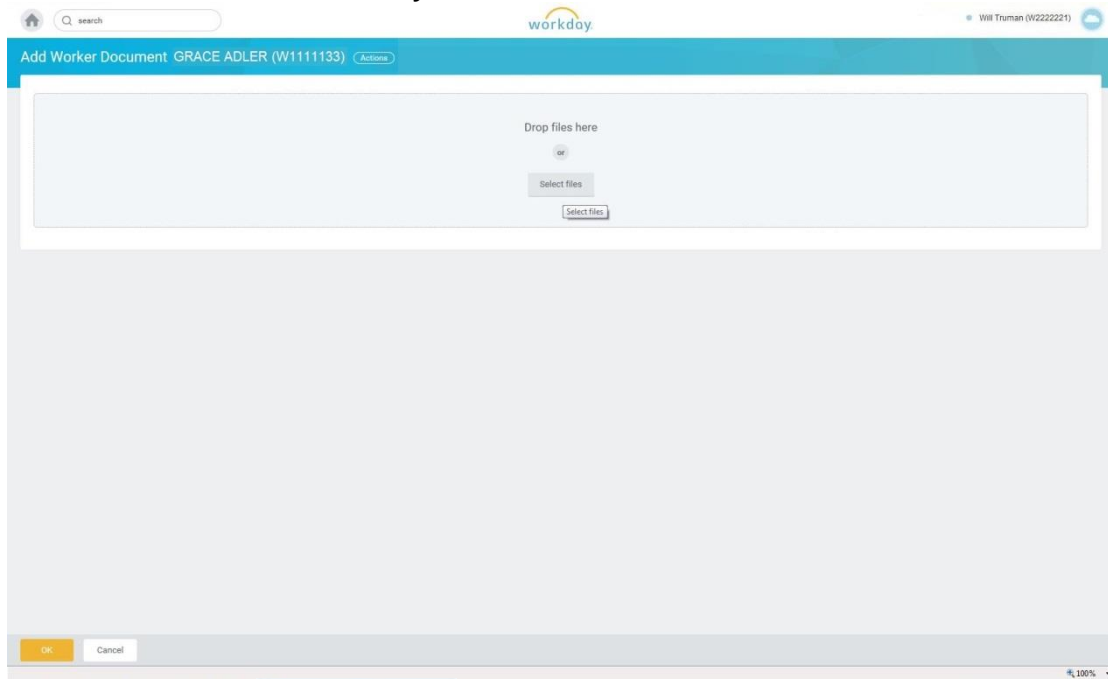 search
workday.
Will Truman (W2222221)
Add Worker Document GRACE ADLER (W1111133) Actions
Drop files here
or
Select files
Select files
OK Cancel
100%